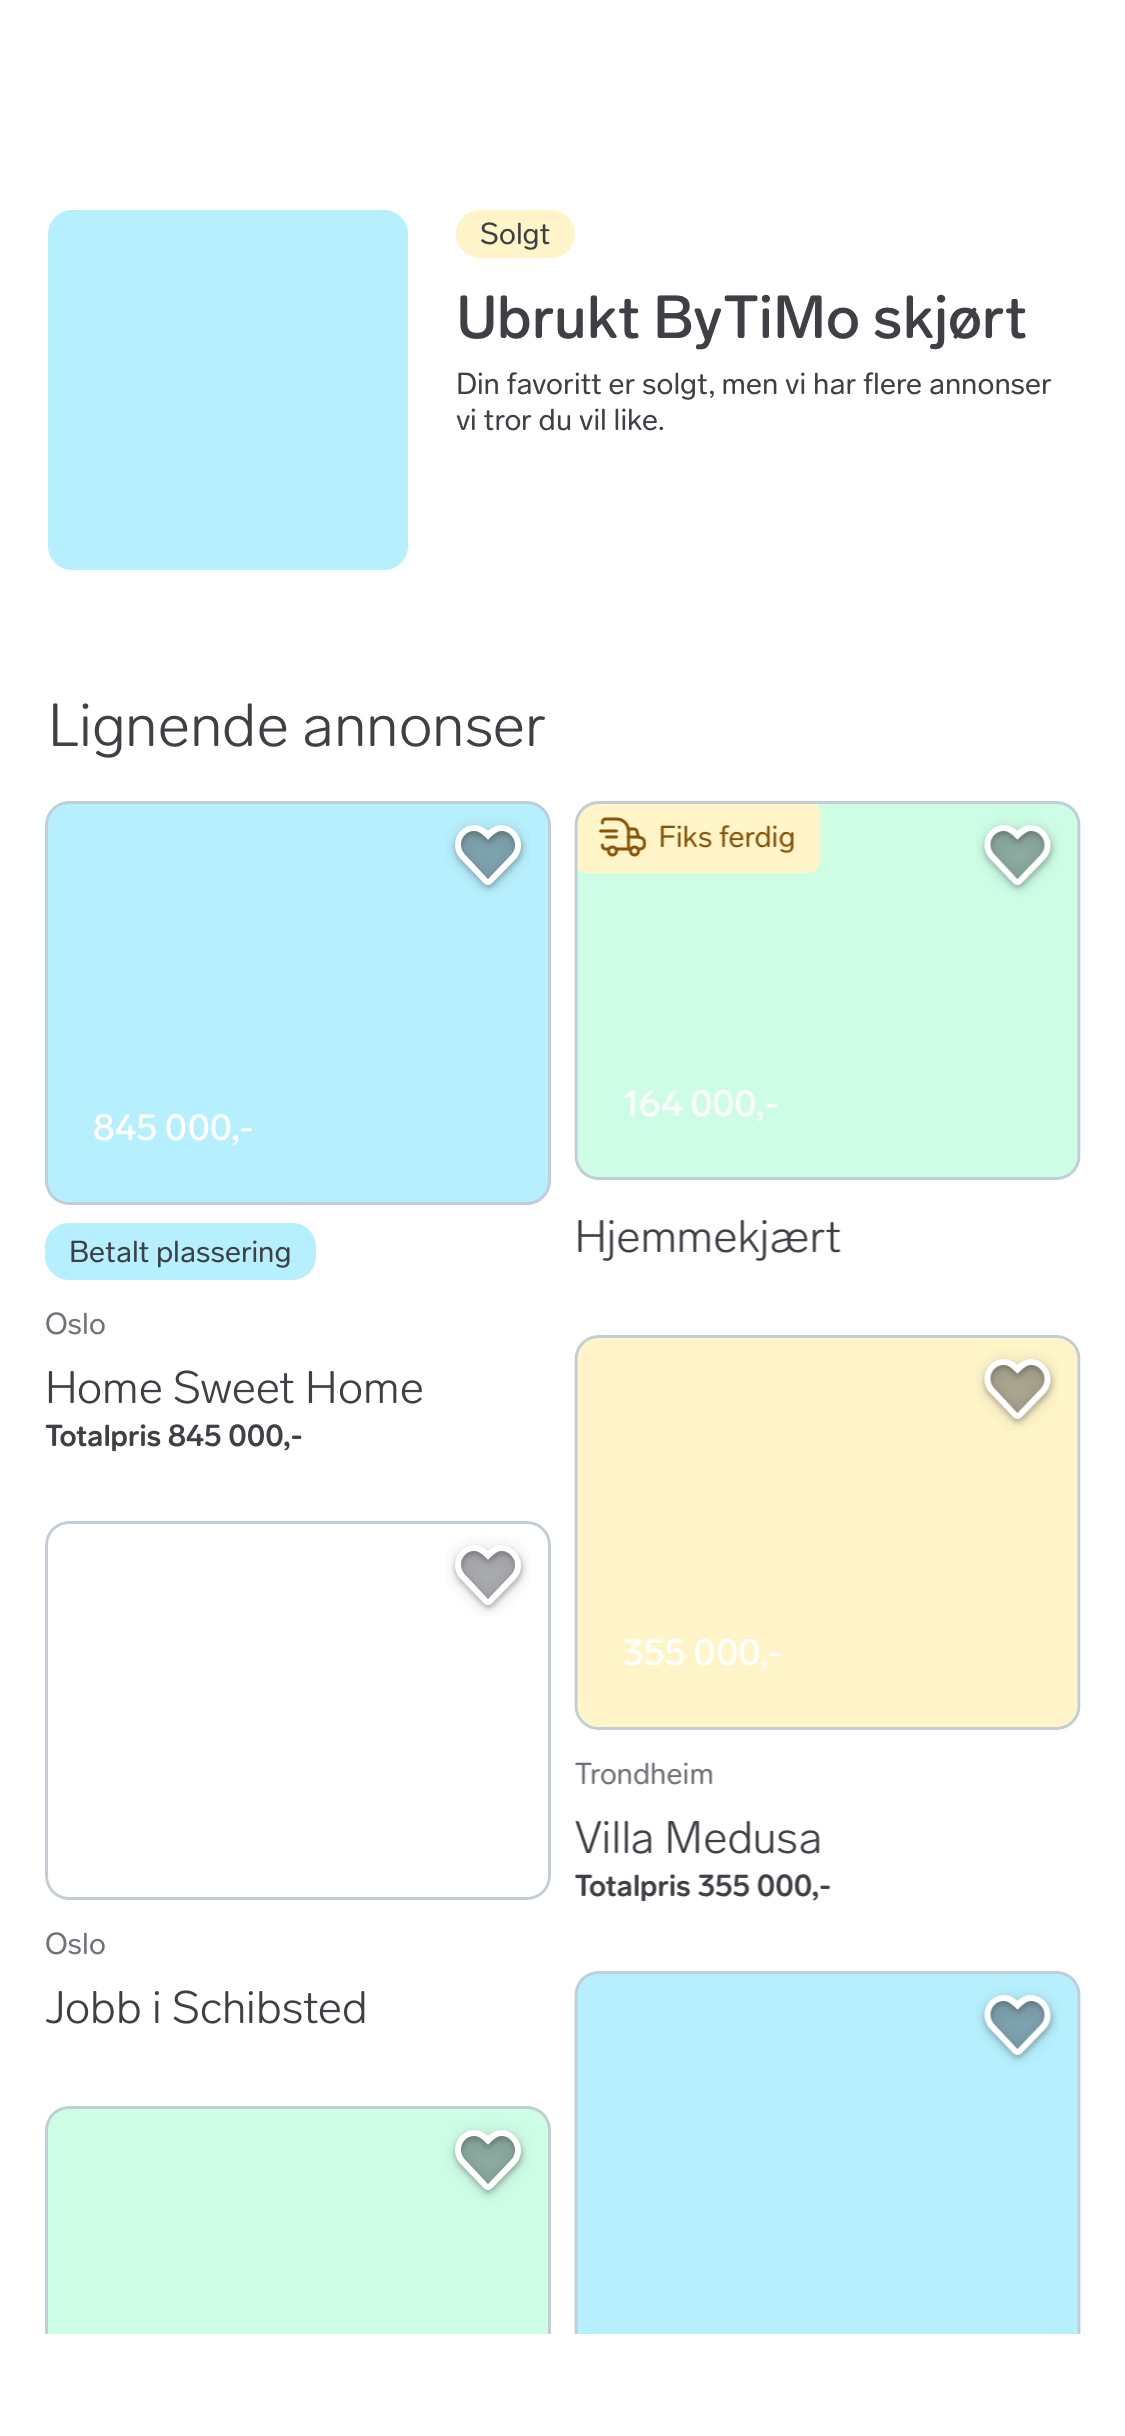 Solgt
Ubrukt ByTiMo skjørt
Din favoritt er solgt, men vi har flere annonser
vi tror du vil like.
Lignende annonser
845 000,-
Betalt plassering
Oslo
Home Sweet Home
Totalpris 845 000,-
Fiks ferdig
164 000,-
Hjemmekjært
355 000,-
Trondheim
Villa Medusa
Totalpris 355 000,-
Oslo
Jobb i Schibsted